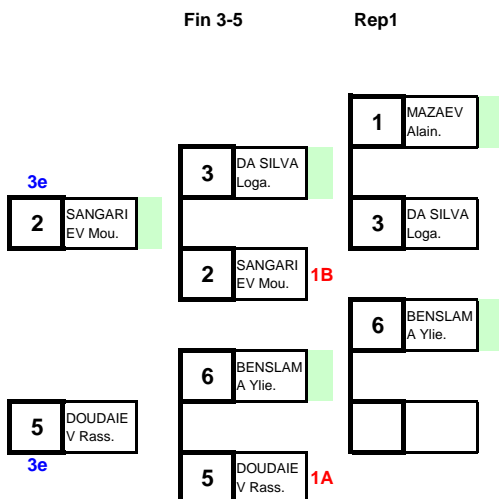 Fin 3-5 Rep1
1 MAZAEV
Alain.
3 DA SILVA
Loga.
3e
2 SANGARI
EV Mou.
3 DA SILVA
Loga.
2 SANGARI
EV Mou.
1B
6 BENSLAM
A Ylie.
6 BENSLAM
A Ylie.
5 DOUDAIE
V Rass.
3e
5 DOUDAIE
V Rass.
1A